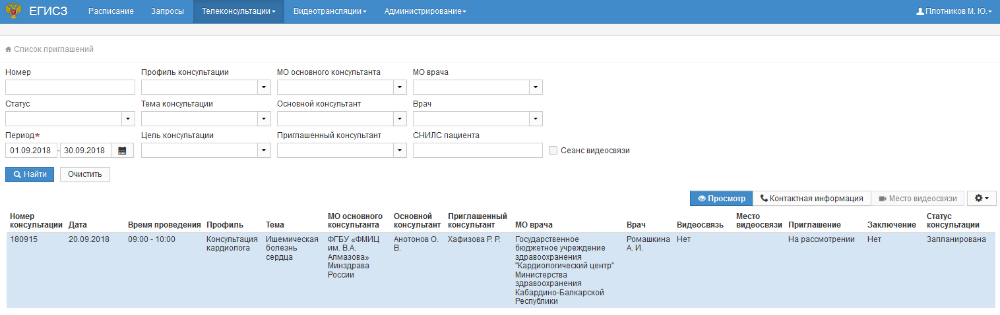 ЕГИСЗ Расписание Запросы Телеконсультации Видеотрансляции Администрирование Плотников М. Ю.
Список приглашений
Номер Профиль консультации МО основного консультанта МО врача
Статус Тема консультации Основной консультант Врач
Период* Цель консультации Приглашенный консультант СНИЛС пациента
01.09.2018 - 30.09.2018 Сеанс видеосвязи
Найти Очистить
Просмотр Контактная информация Место видеосвязи
Номер консультации Дата Время проведения Профиль Тема МО основного консультанта Основной консультант Приглашенный консультант МО врача Врач Видеосвязь Место видеосвязи Приглашение Заключение Статус консультации
180915 20.09.2018 09:00 - 10:00 Консультация кардиолога Ишемическая болезнь сердца ФГБУ «ФМИЦ им. В.А. Алмазова» Минздрава России Анотонов О. В. Хафизова Р. Р. Государственное бюджетное учреждение здравоохранения "Кардиологический центр" Министерства здравоохранения Кабардино-Балкарской Республики Ромашкина А. И. Нет На рассмотрении Нет Запланирована